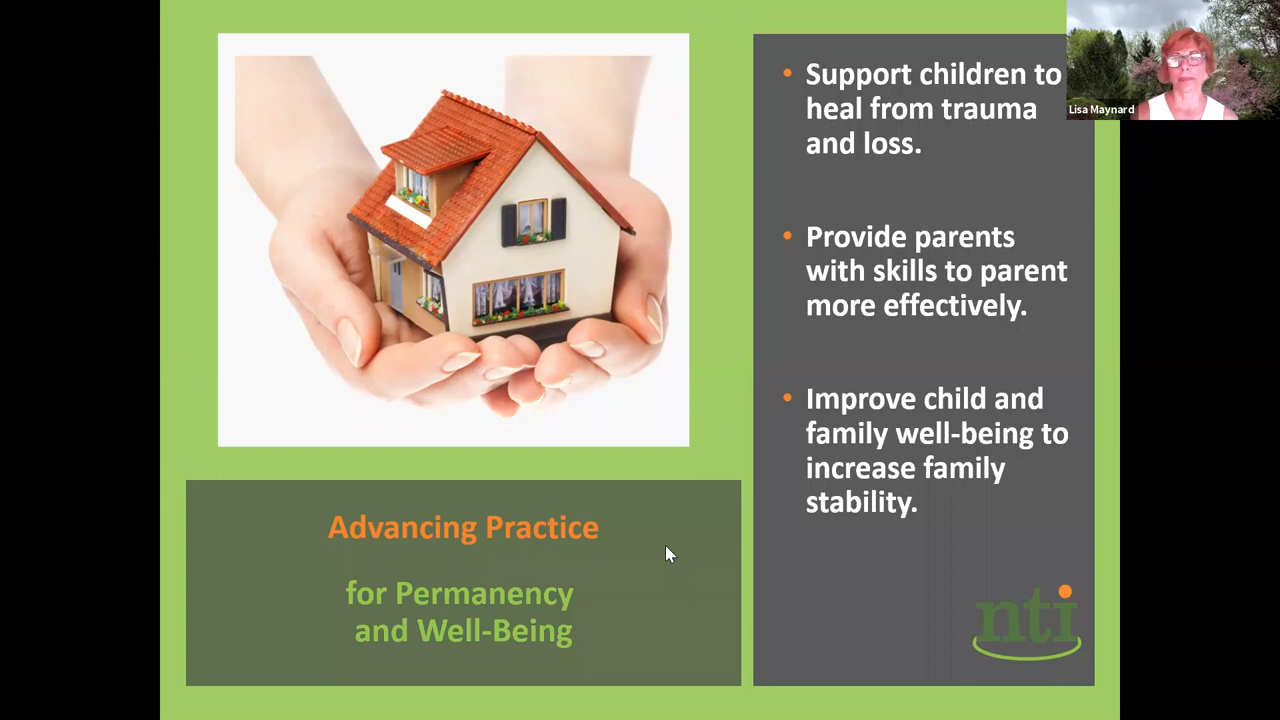 Support children to
heal from trauma
and loss.
Lisa Maynard
Provide parents
with skills to parent
more effectively.
Improve child and
family well-being to
increase family
stability.
Advancing Practice
for Permanency
and Well-Being
nti